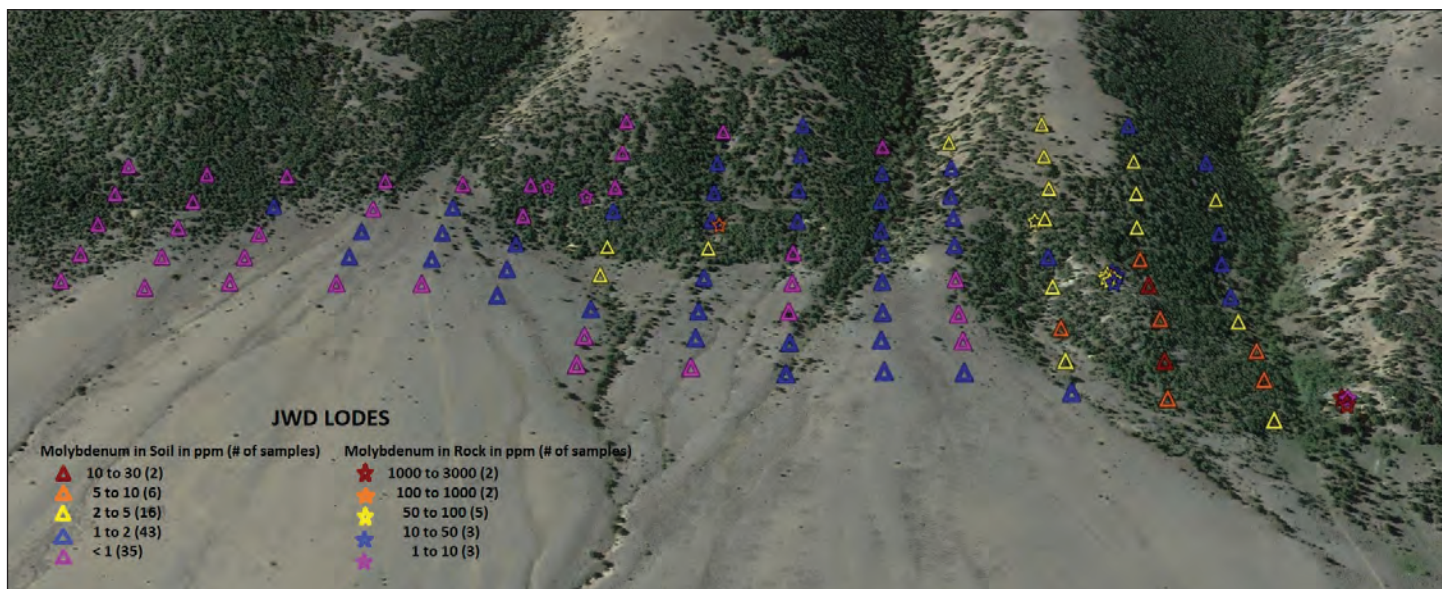 JWD LODES
Molybdenum in Soil in ppm (# of samples)
10 to 30 (2)
5 to 10 (6)
2 to 5 (16)
1 to 2 (43)
< 1 (35)
Molybdenum in Rock in ppm (# of samples)
1000 to 3000 (2)
100 to 1000 (2)
50 to 100 (5)
10 to 50 (3)
1 to 10 (3)